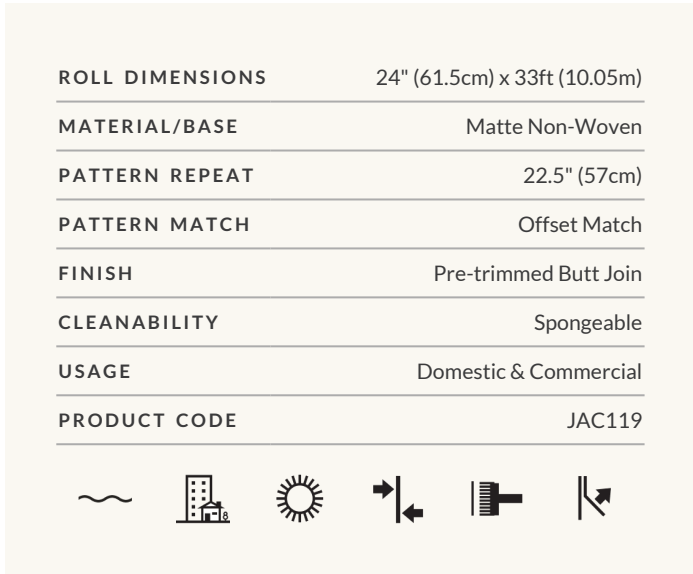 ROLL DIMENSIONS 24" (61.5cm) x 33ft (10.05m)
MATERIAL/BASE Matte Non-Woven
PATTERN REPEAT 22.5" (57cm)
PATTERN MATCH Offset Match
FINISH Pre-trimmed Butt Join
CLEANABILITY Spongeable
USAGE Domestic & Commercial
PRODUCT CODE JAC119